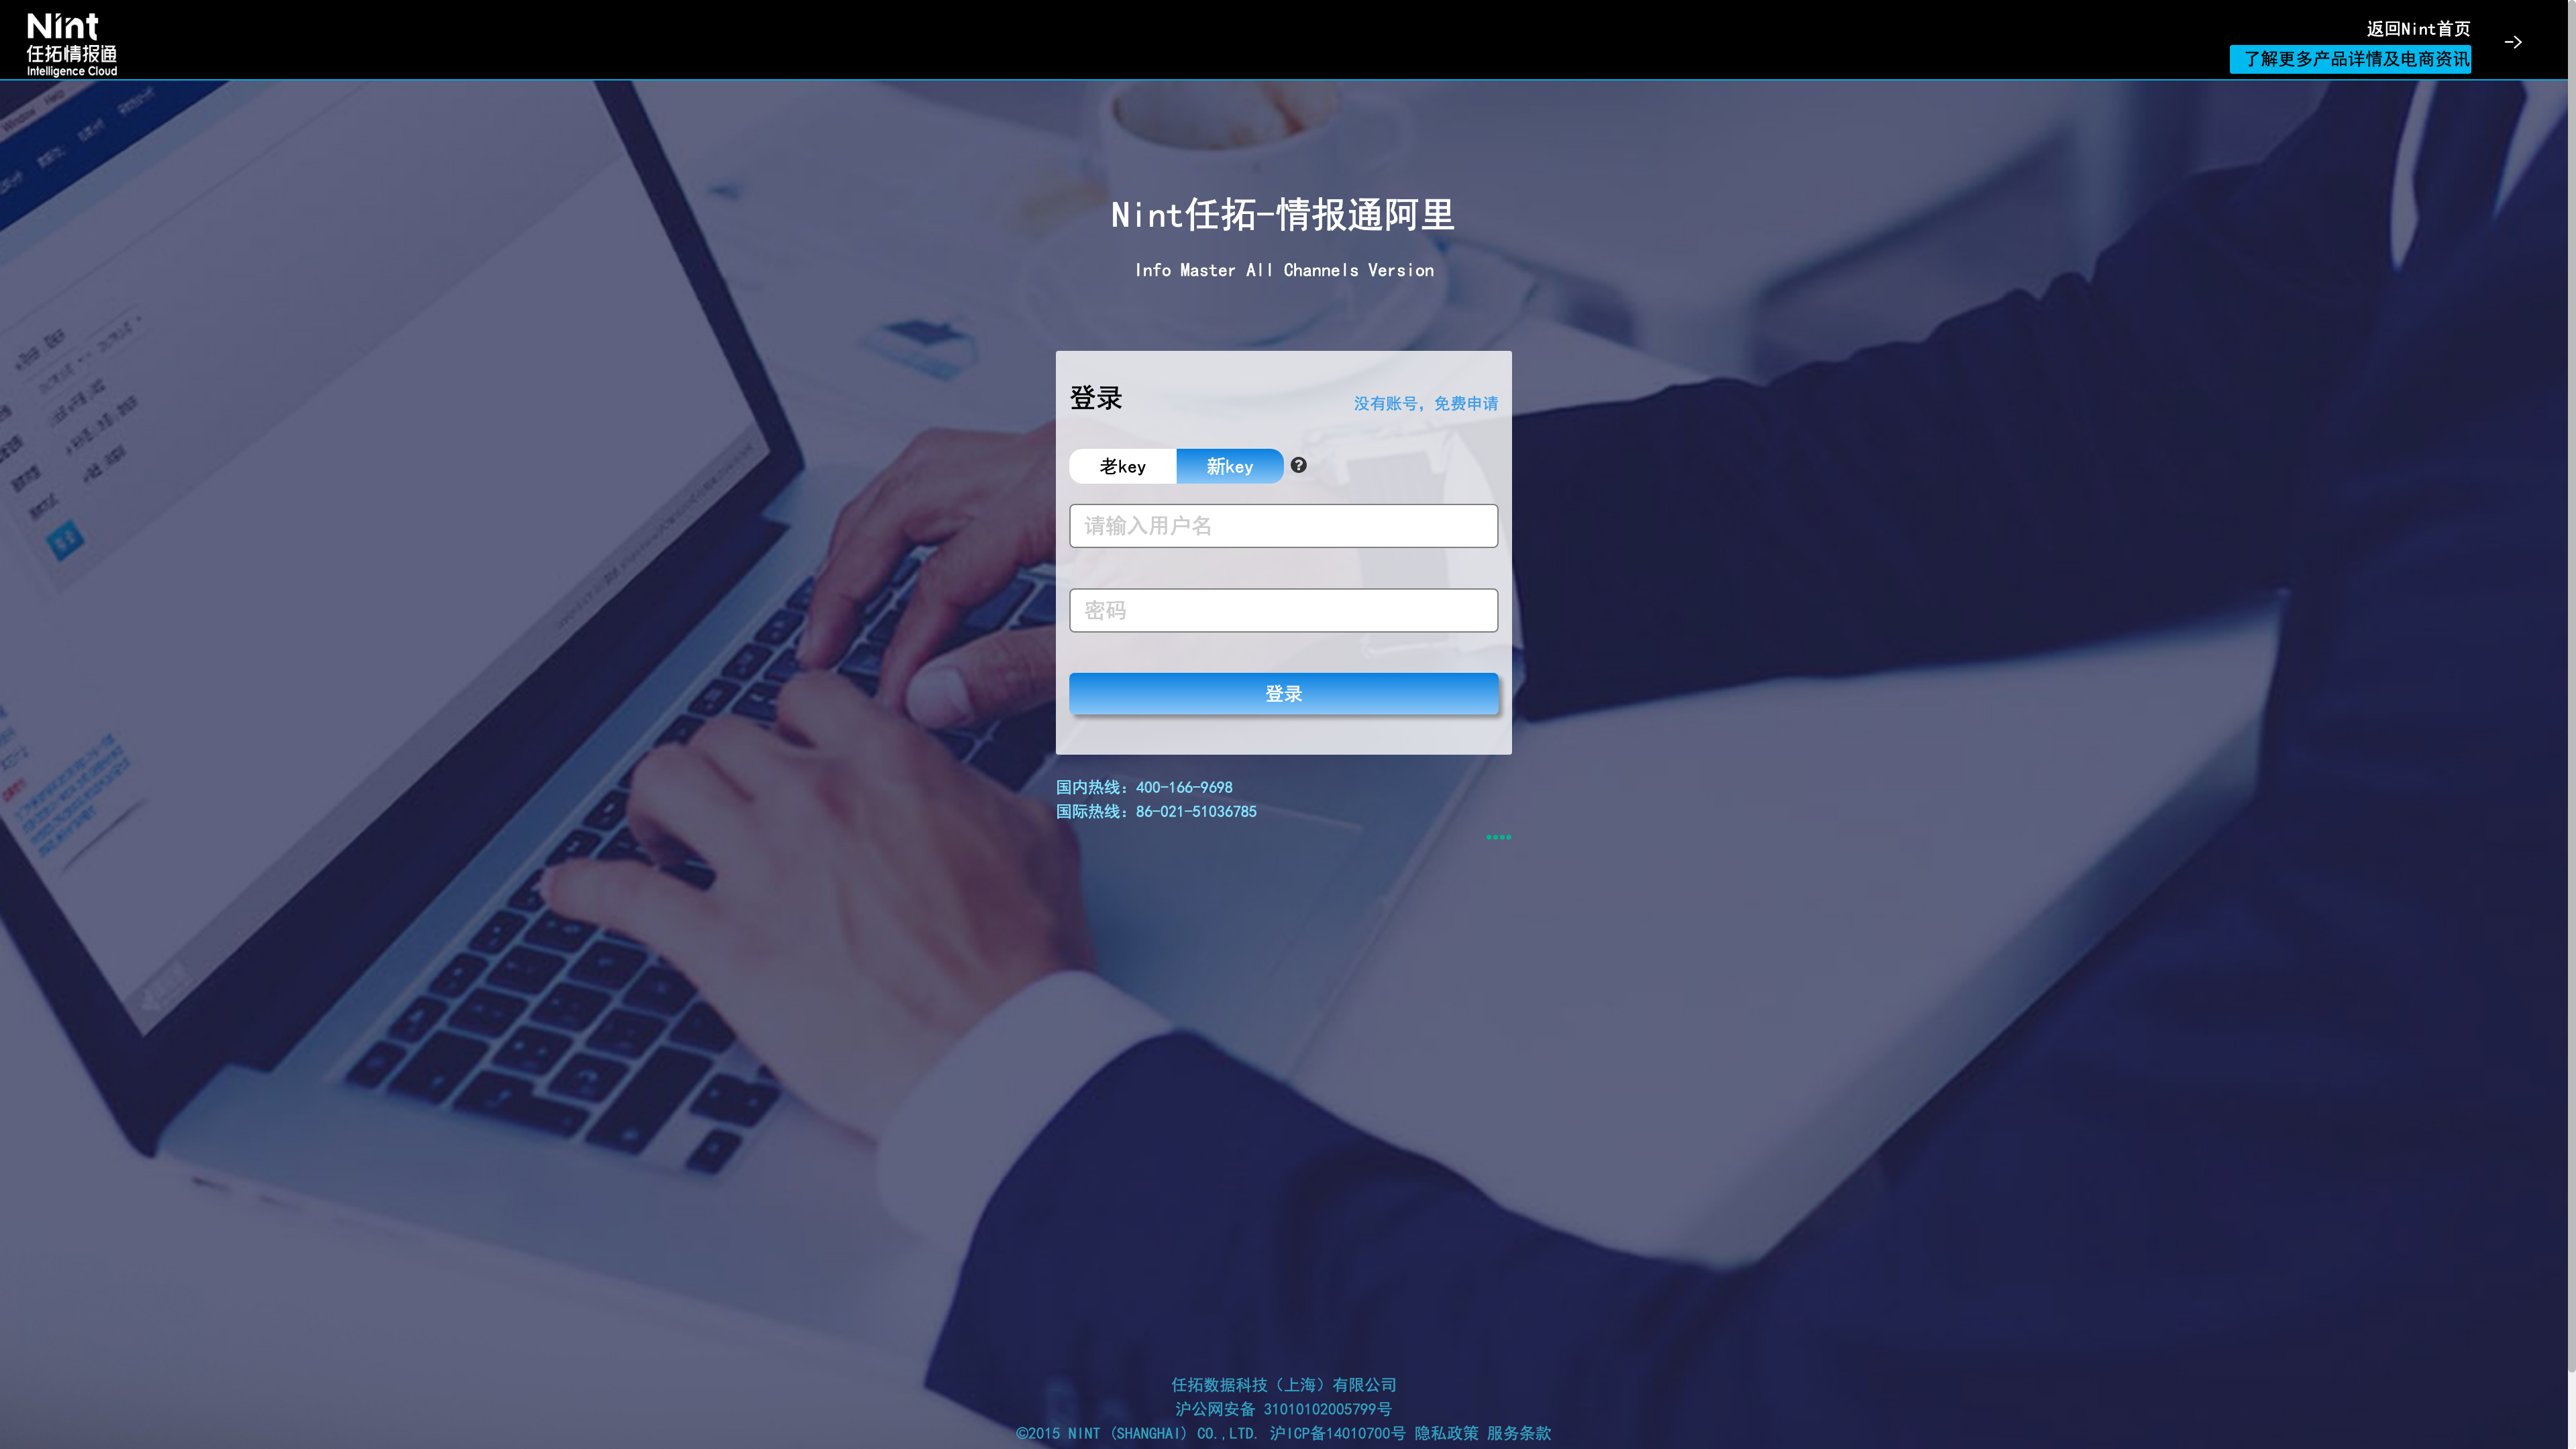 Nint
任拓情报通
Intelligence Cloud
返回Nint首页
了解更多产品详情及电商资讯
Nint任拓-情报通阿里
Info Master All Channels Version
登录
没有账号，免费申请
老key
新key
请输入用户名
密码
登录
国内热线：400-166-9698
国际热线：86-021-51036785
任拓数据科技（上海）有限公司
沪公网安备 31010102005799号
©2015 NINT (SHANGHAI) CO.,LTD. 沪ICP备14010700号 隐私政策 服务条款